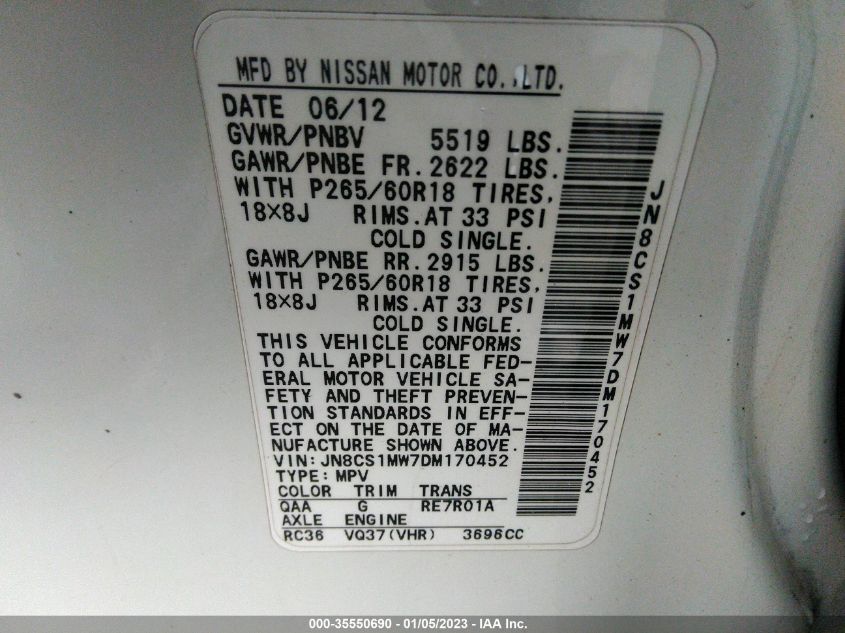 MFD BY NISSAN MOTOR CO.,LTD.
DATE 06/12
GVWR/PNBV 5519 LBS.
GAWR/PNBE FR. 2622 LBS.
WITH P265/60R18 TIRES,
18×8J RIMS. AT 33 PSI
COLD SINGLE.
GAWR/PNBE RR. 2915 LBS.
WITH P265/60R18 TIRES,
18×8J RIMS. AT 33 PSI
COLD SINGLE.
THIS VEHICLE CONFORMS
TO ALL APPLICABLE FED-
ERAL MOTOR VEHICLE SA-
FETY AND THEFT PREVEN-
TION STANDARDS IN EFF-
ECT ON THE DATE OF MA-
NUFACTURE SHOWN ABOVE.
VIN:JN8CS1MW7DM170452
TYPE:MPV
COLOR TRIM TRANS
QAA G RE7R01A
AXLE ENGINE
RC36 VQ37(VHR) 3696CC
JN8CS1MW7DM170452
000-35550690 - 01/05/2023 - IAA Inc.